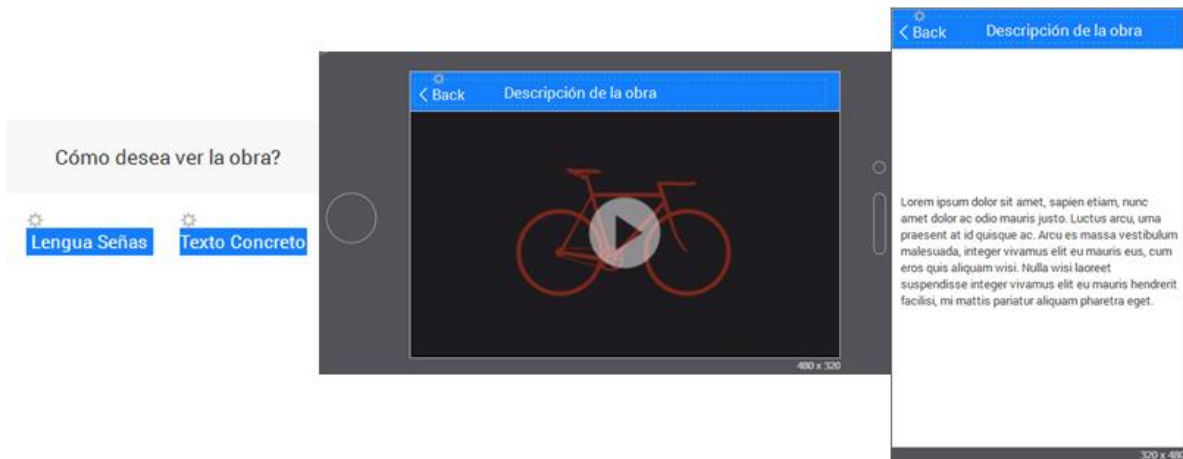 Cómo desea ver la obra?
Lengua Señas
Texto Concreto
Back
Descripción de la obra
480 x 320
Back
Descripción de la obra
Lorem ipsum dolor sit amet, sapien etiam, nunc
amet dolor ac odio mauris justo. Luctus arcu, urna
praesent at id quisque ac. Arcu es massa vestibulum
malesuada, integer vivamus elit eu mauris eus, cum
eros quis aliquam wisi. Nulla wisi laoreet
suspendisse integer vivamus elit eu mauris hendrerit
facilisi, mi mattis pariatur aliquam pharetra eget.
320 x 480